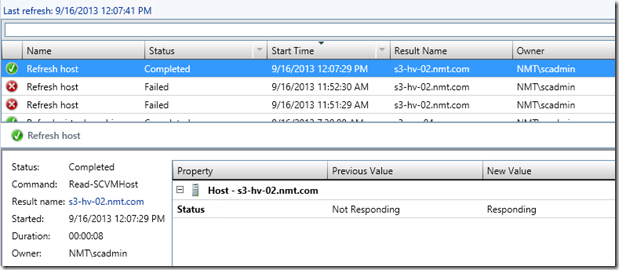 Last refresh: 9/16/2013 12:07:41 PM
Name Status Start Time Result Name Owner
Refresh host Completed 9/16/2013 12:07:29 PM s3-hv-02.nmt.com NMT\scadmin
Refresh host Failed 9/16/2013 11:52:30 AM s3-hv-02.nmt.com NMT\scadmin
Refresh host Failed 9/16/2013 11:51:29 AM s3-hv-02.nmt.com NMT\scadmin
Refresh host
Status: Completed
Command: Read-SCVMHost
Result name: s3-hv-02.nmt.com
Started: 9/16/2013 12:07:29 PM
Duration: 00:00:08
Owner: NMT\scadmin
Property Previous Value New Value
Host - s3-hv-02.nmt.com
Status Not Responding Responding